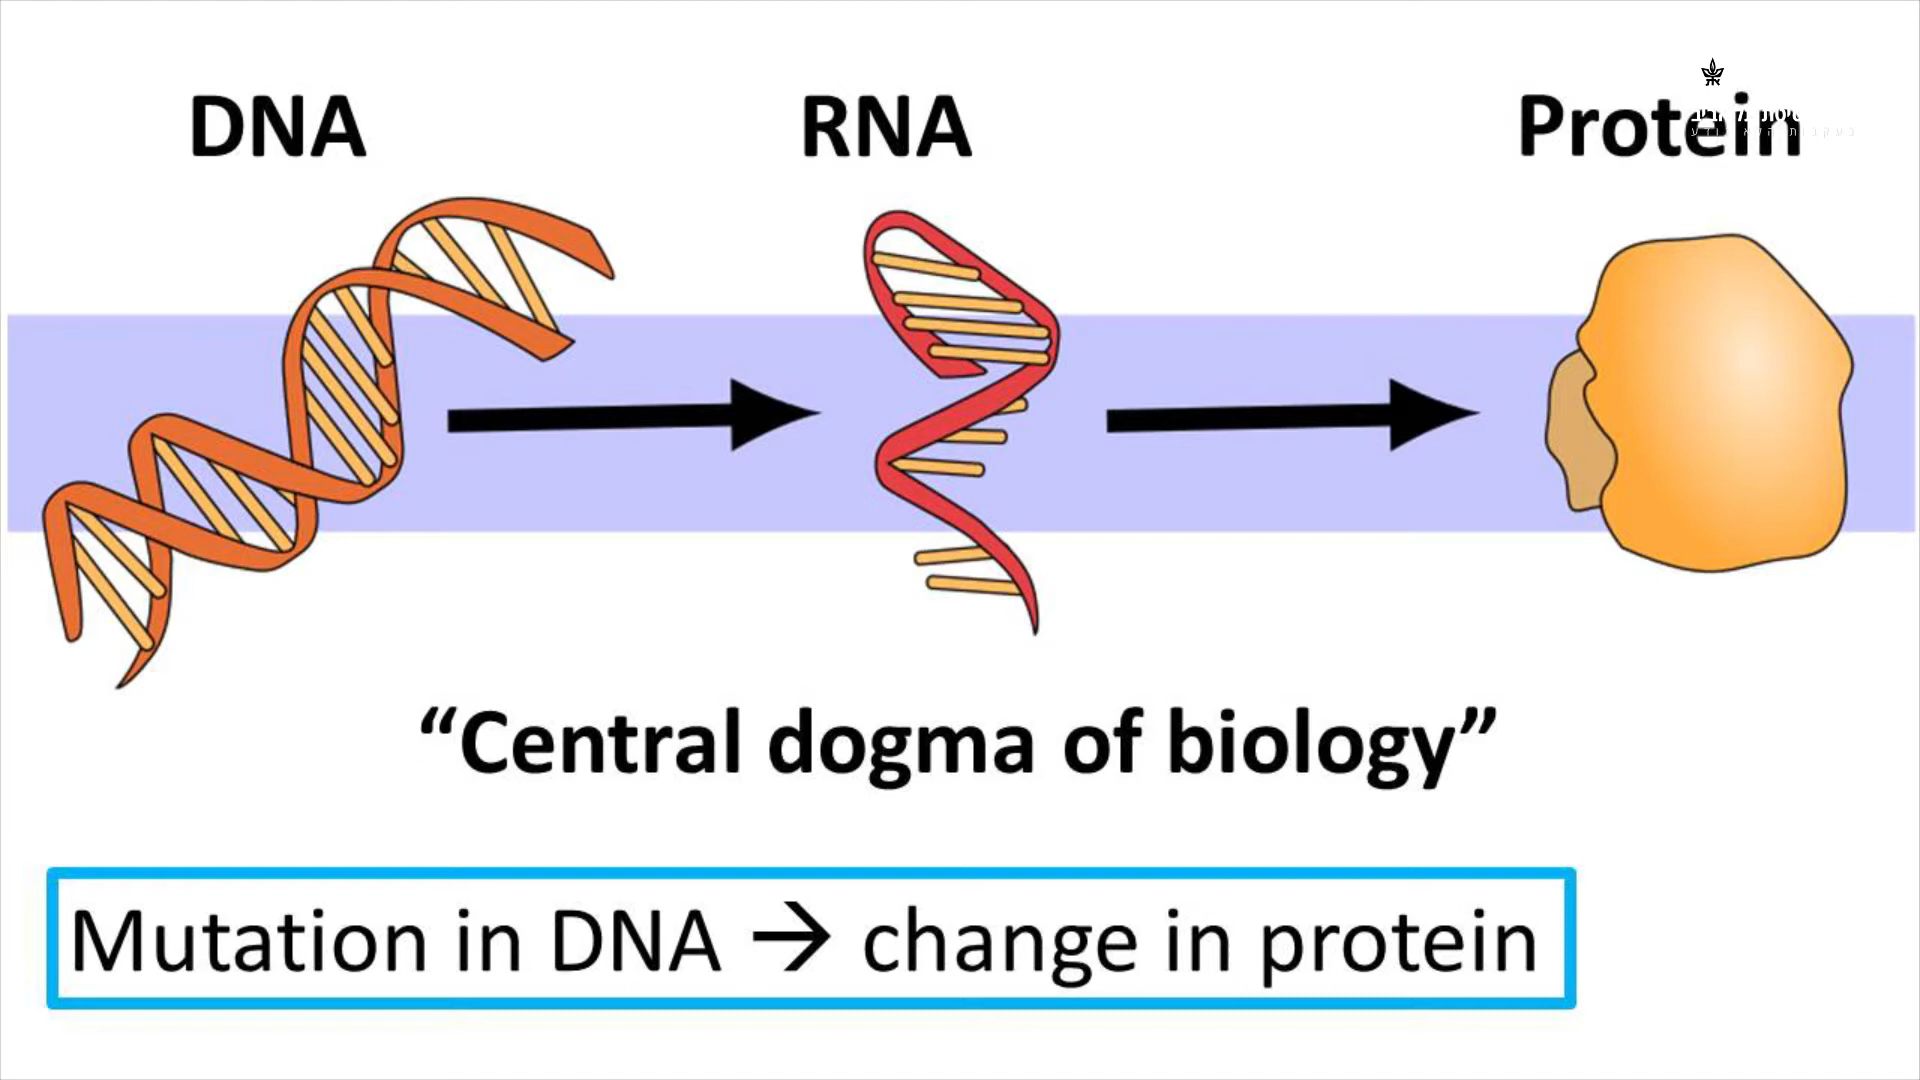 DNA RNA Protein
“Central dogma of biology”
Mutation in DNA → change in protein